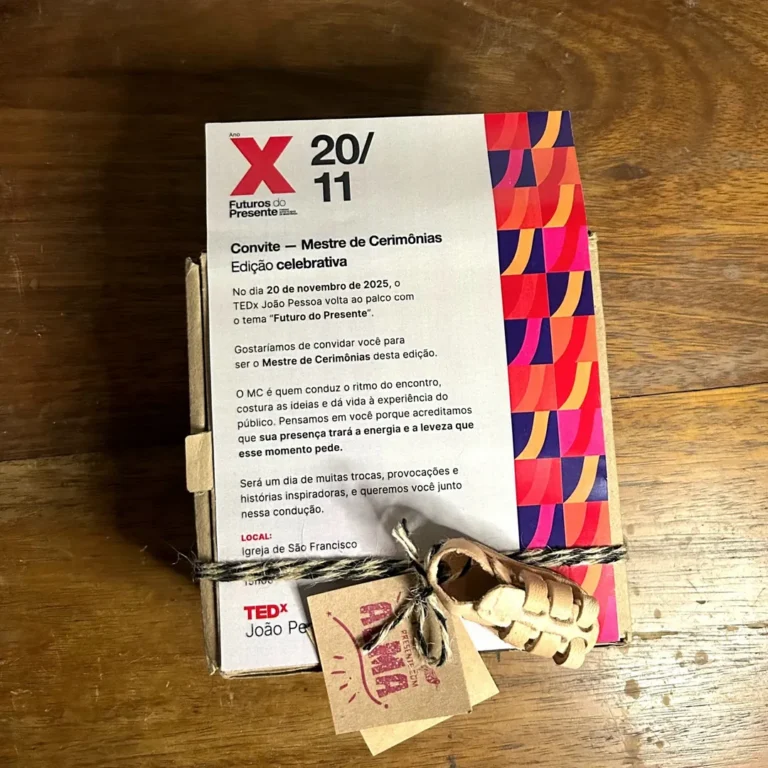 Ano
X
20/
11
Futuros do
Presente
Convite — Mestre de Cerimônias
Edição celebrativa
No dia 20 de novembro de 2025, o
TEDx João Pessoa volta ao palco com
o tema “Futuro do Presente”.
Gostaríamos de convidar você para
ser o Mestre de Cerimônias desta edição.
O MC é quem conduz o ritmo do encontro,
costura as ideias e dá vida à experiência do
público. Pensamos em você porque acreditamos
que sua presença trará a energia e a leveza que
esse momento pede.
Será um dia de muitas trocas, provocações e
histórias inspiradoras, e queremos você junto
nessa condução.
LOCAL:
Igreja de São Francisco
TEDx
João Pe
PRESENTE.COM
ALMA